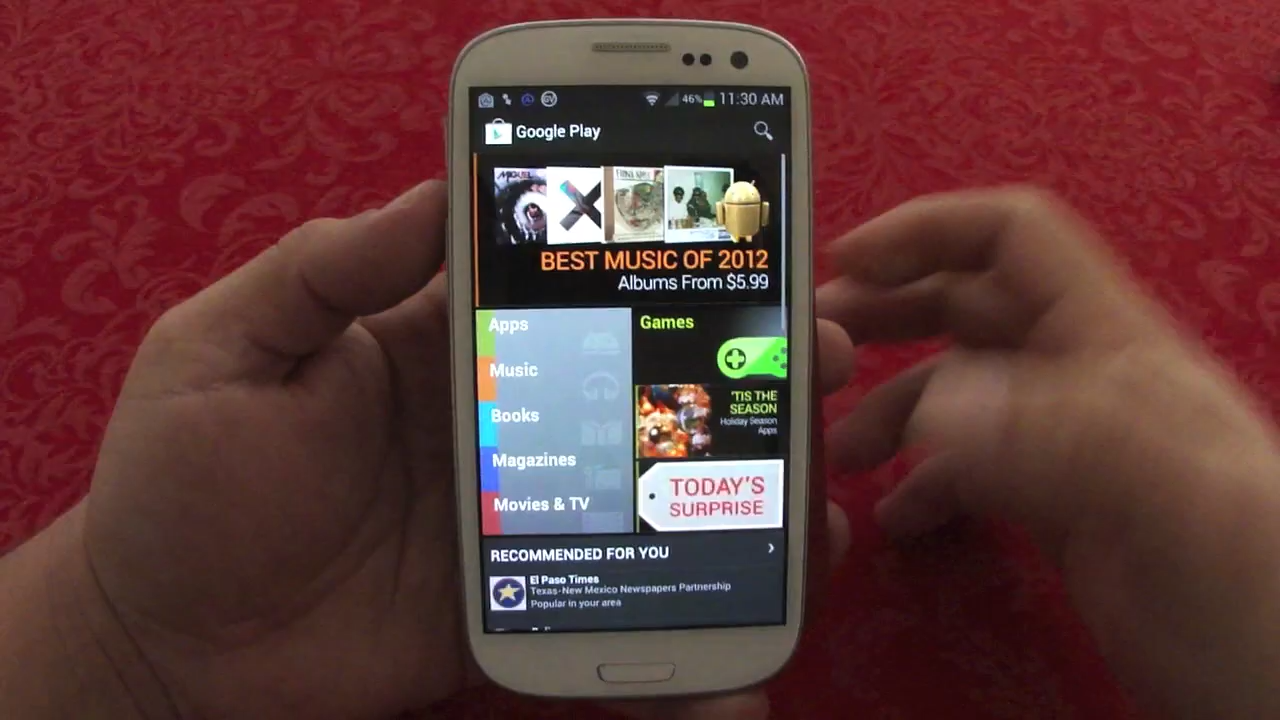 46% 11:30 AM
Google Play
MIGUEL
BEST MUSIC OF 2012
Albums From $5.99
Apps
Music
Books
Magazines
Movies & TV
Games
'TIS THE
SEASON
Holiday Season
Apps
TODAY'S
SURPRISE
RECOMMENDED FOR YOU
El Paso Times
Texas-New Mexico Newspapers Partnership
Popular in your area